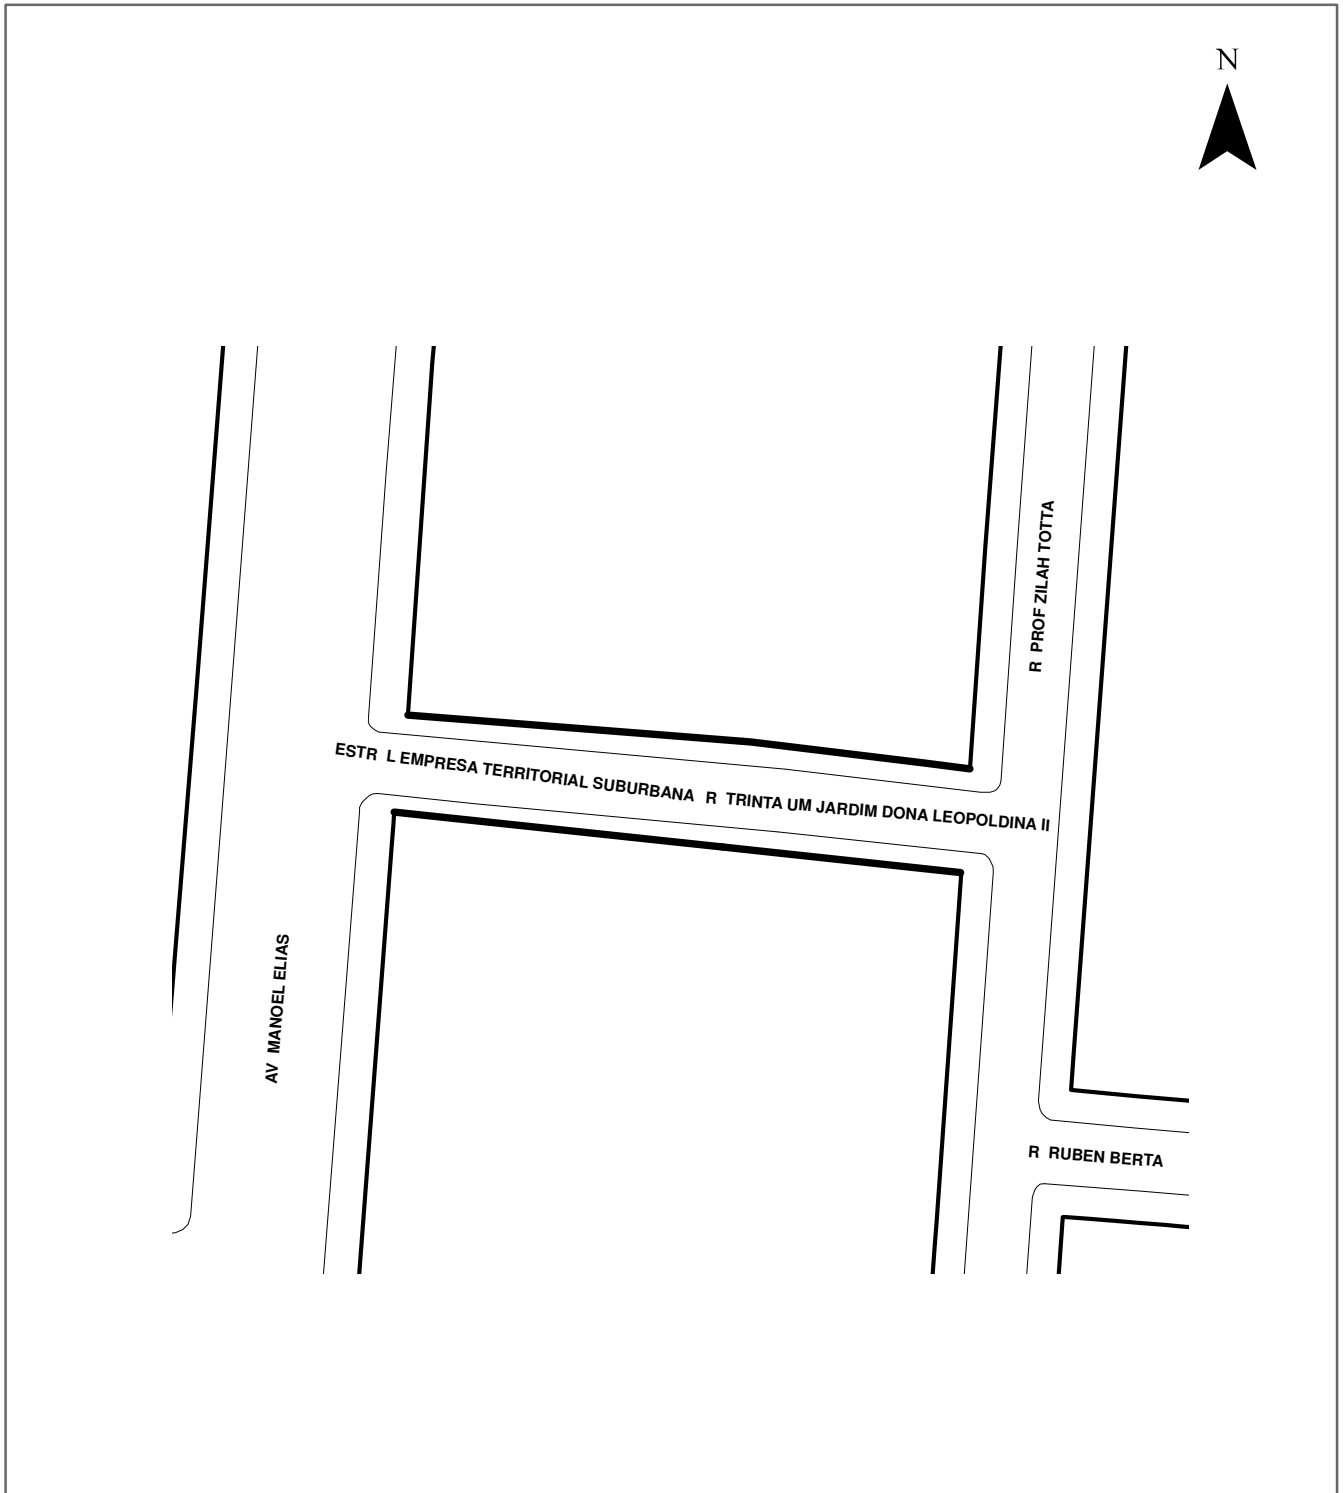 N
R PROF ZILAH TOTTA
ESTR L EMPRESA TERRITORIAL SUBURBANA R TRINTA UM JARDIM DONA LEOPOLDINA II
AV MANOEL ELIAS
R RUBEN BERTA